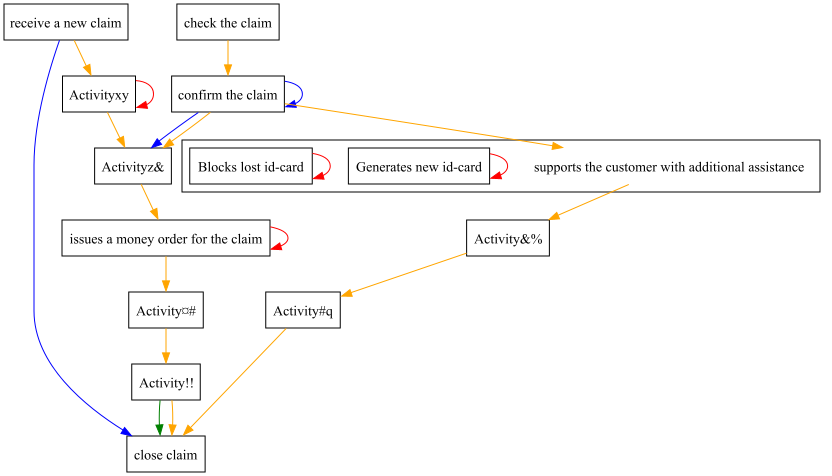 receive a new claim
check the claim
Activityxy
confirm the claim
Activityz&
Blocks lost id-card
Generates new id-card
supports the customer with additional assistance
issues a money order for the claim
Activity&%
Activity¤#
Activity#q
Activity!!
close claim